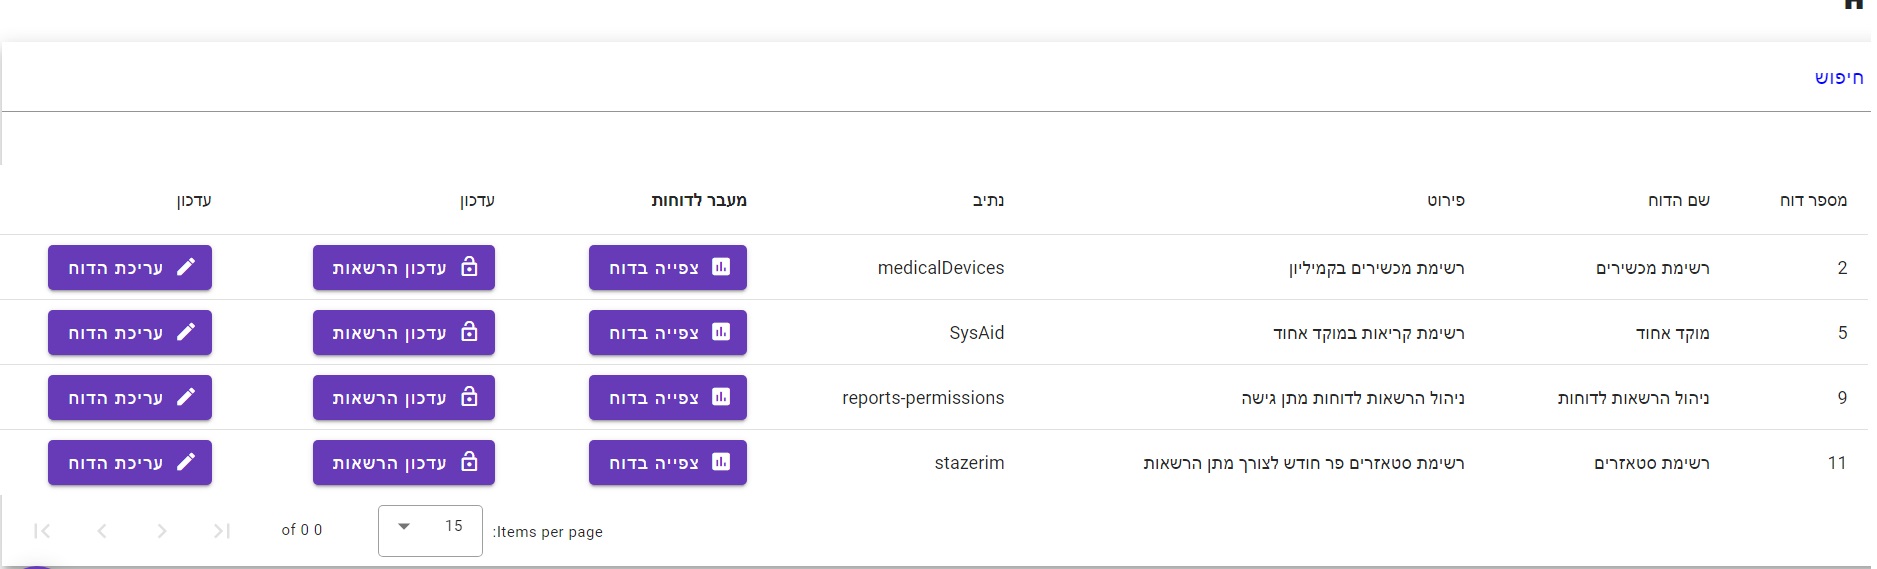 חיפוש
מספר דוח שם הדוח פירוט נתיב מעבר לדוחות עדכון עדכון
2 רשימת מכשירים רשימת מכשירים בקמיליון medicalDevices צפייה בדוח עדכון הרשאות עריכת הדוח
5 מוקד אחוד רשימת קריאות במוקד אחוד SysAid צפייה בדוח עדכון הרשאות עריכת הדוח
9 ניהול הרשאות לדוחות ניהול הרשאות לדוחות מתן גישה reports-permissions צפייה בדוח עדכון הרשאות עריכת הדוח
11 רשימת סטאזרים רשימת סטאזרים פר חודש לצורך מתן הרשאות stazerim צפייה בדוח עדכון הרשאות עריכת הדוח
:Items per page 15 of 0 0